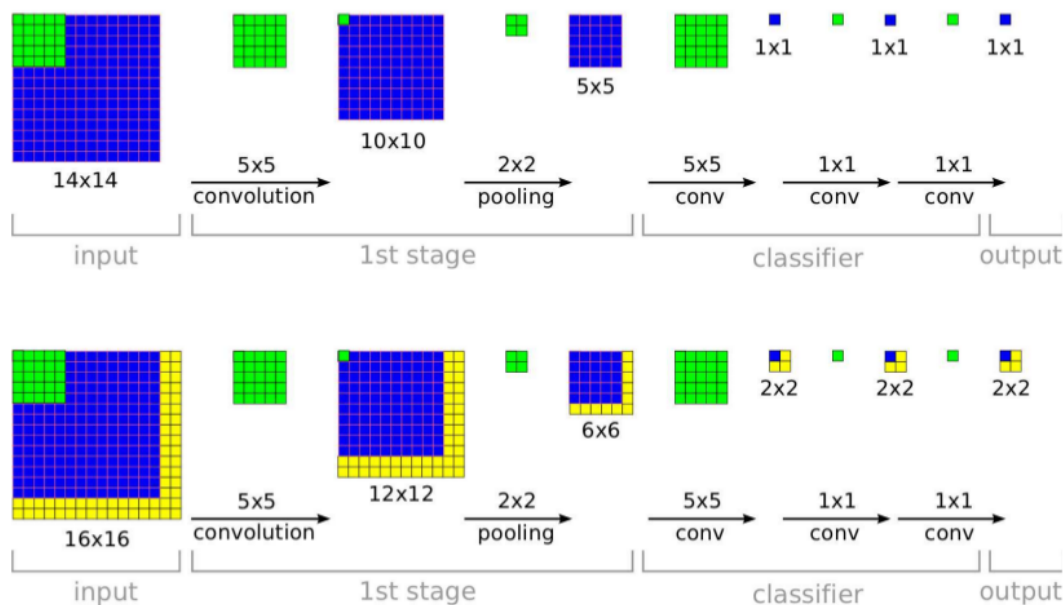 5x5
1x1
1x1
1x1
14x14
5x5
convolution
10x10
2x2
pooling
5x5
conv
1x1
conv
1x1
conv
input
1st stage
classifier
output
2x2
2x2
2x2
6x6
16x16
5x5
convolution
12x12
2x2
pooling
5x5
conv
1x1
conv
1x1
conv
input
1st stage
classifier
output